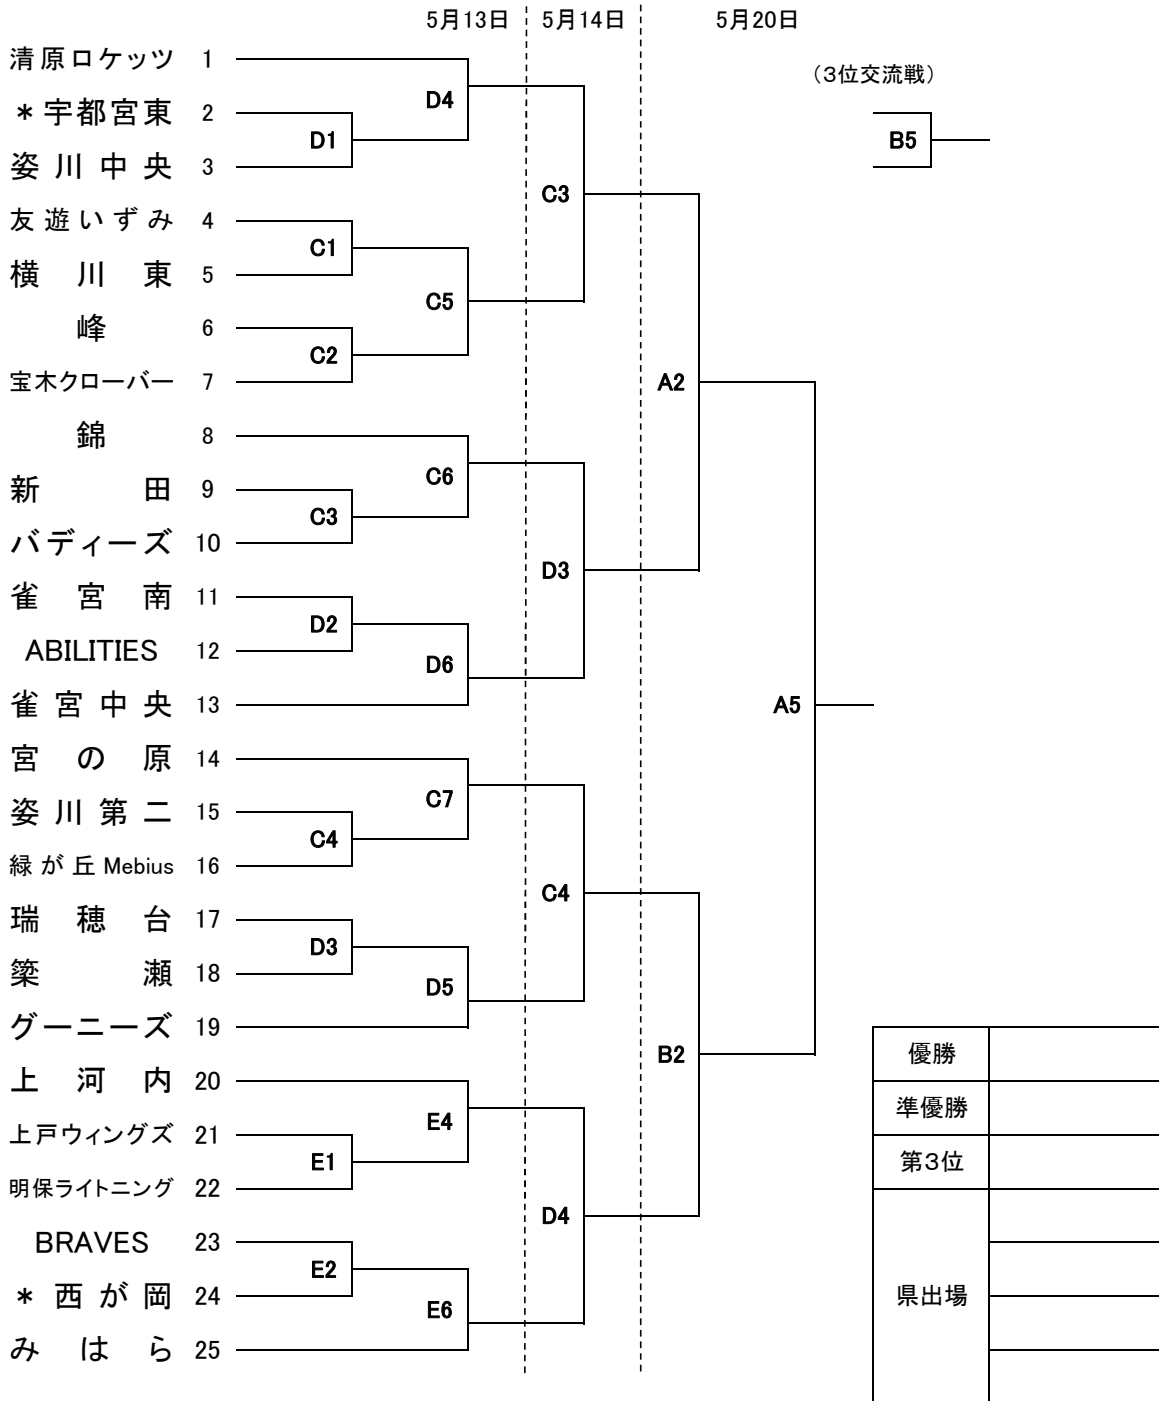 5月13日 5月14日 5月20日
清原ロケッツ 1
（3位交流戦）
D4
＊宇都宮東 2
D1 B5
姿川中央 3
C3
友遊いずみ 4
C1
横川東 5
C5
峰 6
C2
宝木クローバー 7
A2
錦 8
C6
新田 9
C3
バディーズ 10
D3
雀宮南 11
D2
ABILITIES 12
D6
雀宮中央 13
A5
宮の原 14
C7
姿川第二 15
C4
緑が丘Mebius 16
C4
瑞穂台 17
D3
簗瀬 18
D5
グーニーズ 19
B2 優勝
上河内 20
E4 準優勝
上戸ウィングズ 21
E1 第3位
明保ライトニング 22
D4
BRAVES 23
E2
＊西が岡 24 県出場
E6
みはら 25